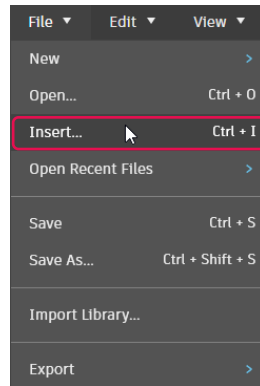 File ▼ Edit ▼ View ▼
New >
Open... Ctrl + O
Insert... Ctrl + I
Open Recent Files >
Save Ctrl + S
Save As... Ctrl + Shift + S
Import Library...
Export >